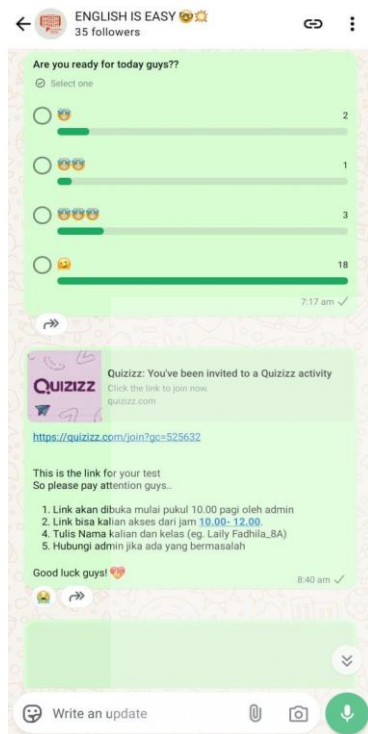 ENGLISH IS EASY 🤓💥
35 followers
Are you ready for today guys??
Select one
😇 2
😇😇 1
😇😇😇 3
🥴 18
7:17 am
QUIZIZZ
Quizizz: You've been invited to a Quizizz activity
Click the link to join now.
quizizz.com
https://quizizz.com/join?gc=525632
This is the link for your test
So please pay attention guys..
1. Link akan dibuka mulai pukul 10.00 pagi oleh admin
2. Link bisa kalian akses dari jam 10.00- 12.00.
4. Tulis Nama kalian dan kelas (eg. Laily Fadhila_8A)
5. Hubungi admin jika ada yang bermasalah
Good luck guys! 💝
8:40 am
Write an update